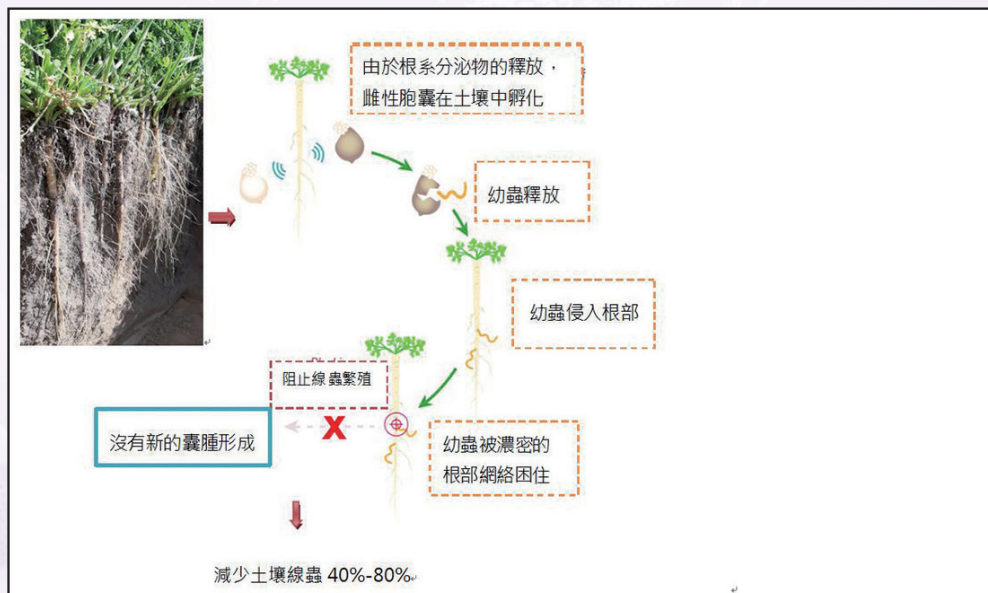 由於根系分泌物的釋放，
雌性胞囊在土壤中孵化
幼蟲釋放
幼蟲侵入根部
阻止線蟲繁殖
沒有新的囊腫形成
幼蟲被濃密的
根部網絡困住
減少土壤線蟲 40%-80%